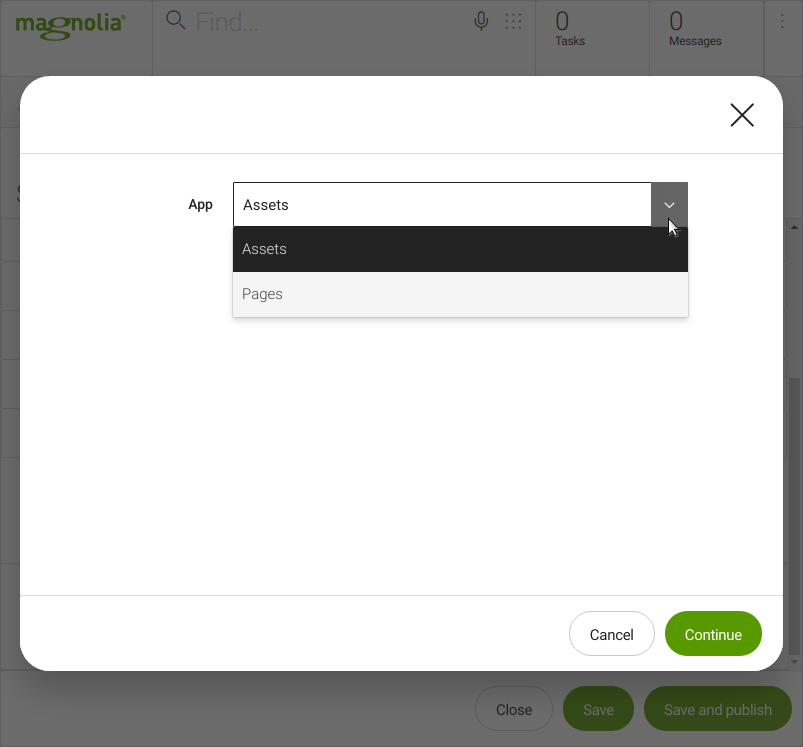 magnolia®
Find...
0
Tasks
0
Messages
App
Assets
Assets
Pages
Cancel
Continue
Close
Save
Save and publish